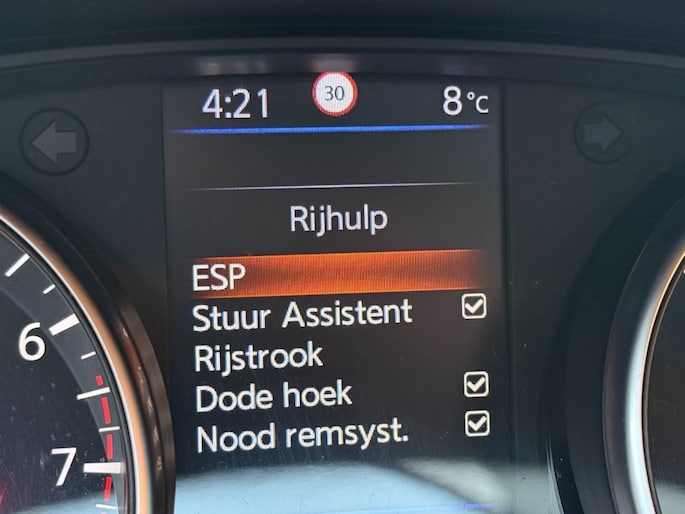 4:21 30 8°C
Rijhulp
ESP
Stuur Assistent
Rijstrook
Dode hoek
Nood remsyst.
6
7